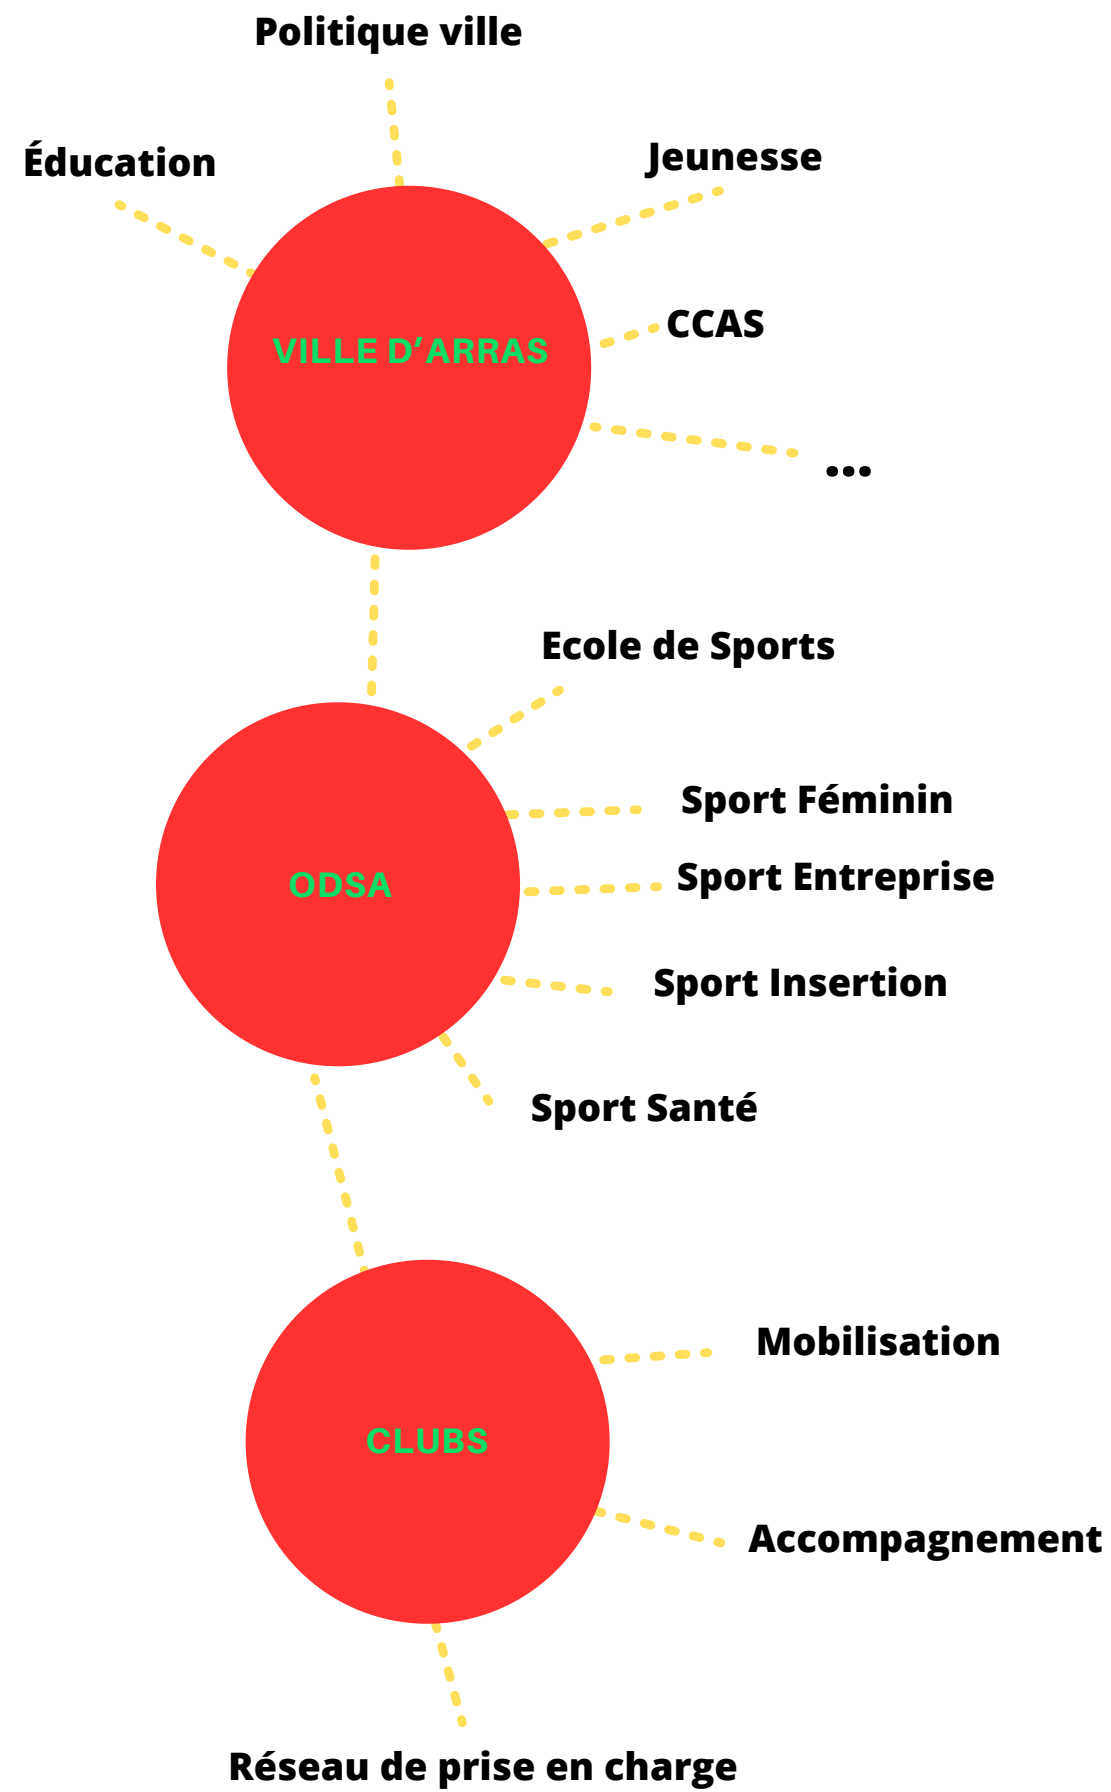 Politique ville
Éducation
Jeunesse
CCAS
VILLE D'ARRAS
...
Ecole de Sports
Sport Féminin
Sport Entreprise
ODSA
Sport Insertion
Sport Santé
Mobilisation
CLUBS
Accompagnement
Réseau de prise en charge